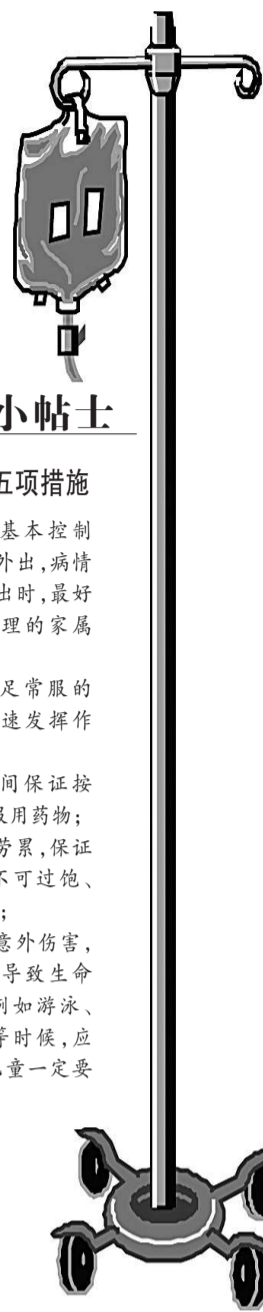 小帖士
五项措施
基本控制
外出,病情
出时,最好
理的家属
足常服的
速发挥作
间保证按
服用药物;
劳累,保证
不可过饱、
;
意外伤害,
导致生命
例如游泳、
等时候,应
儿童一定要